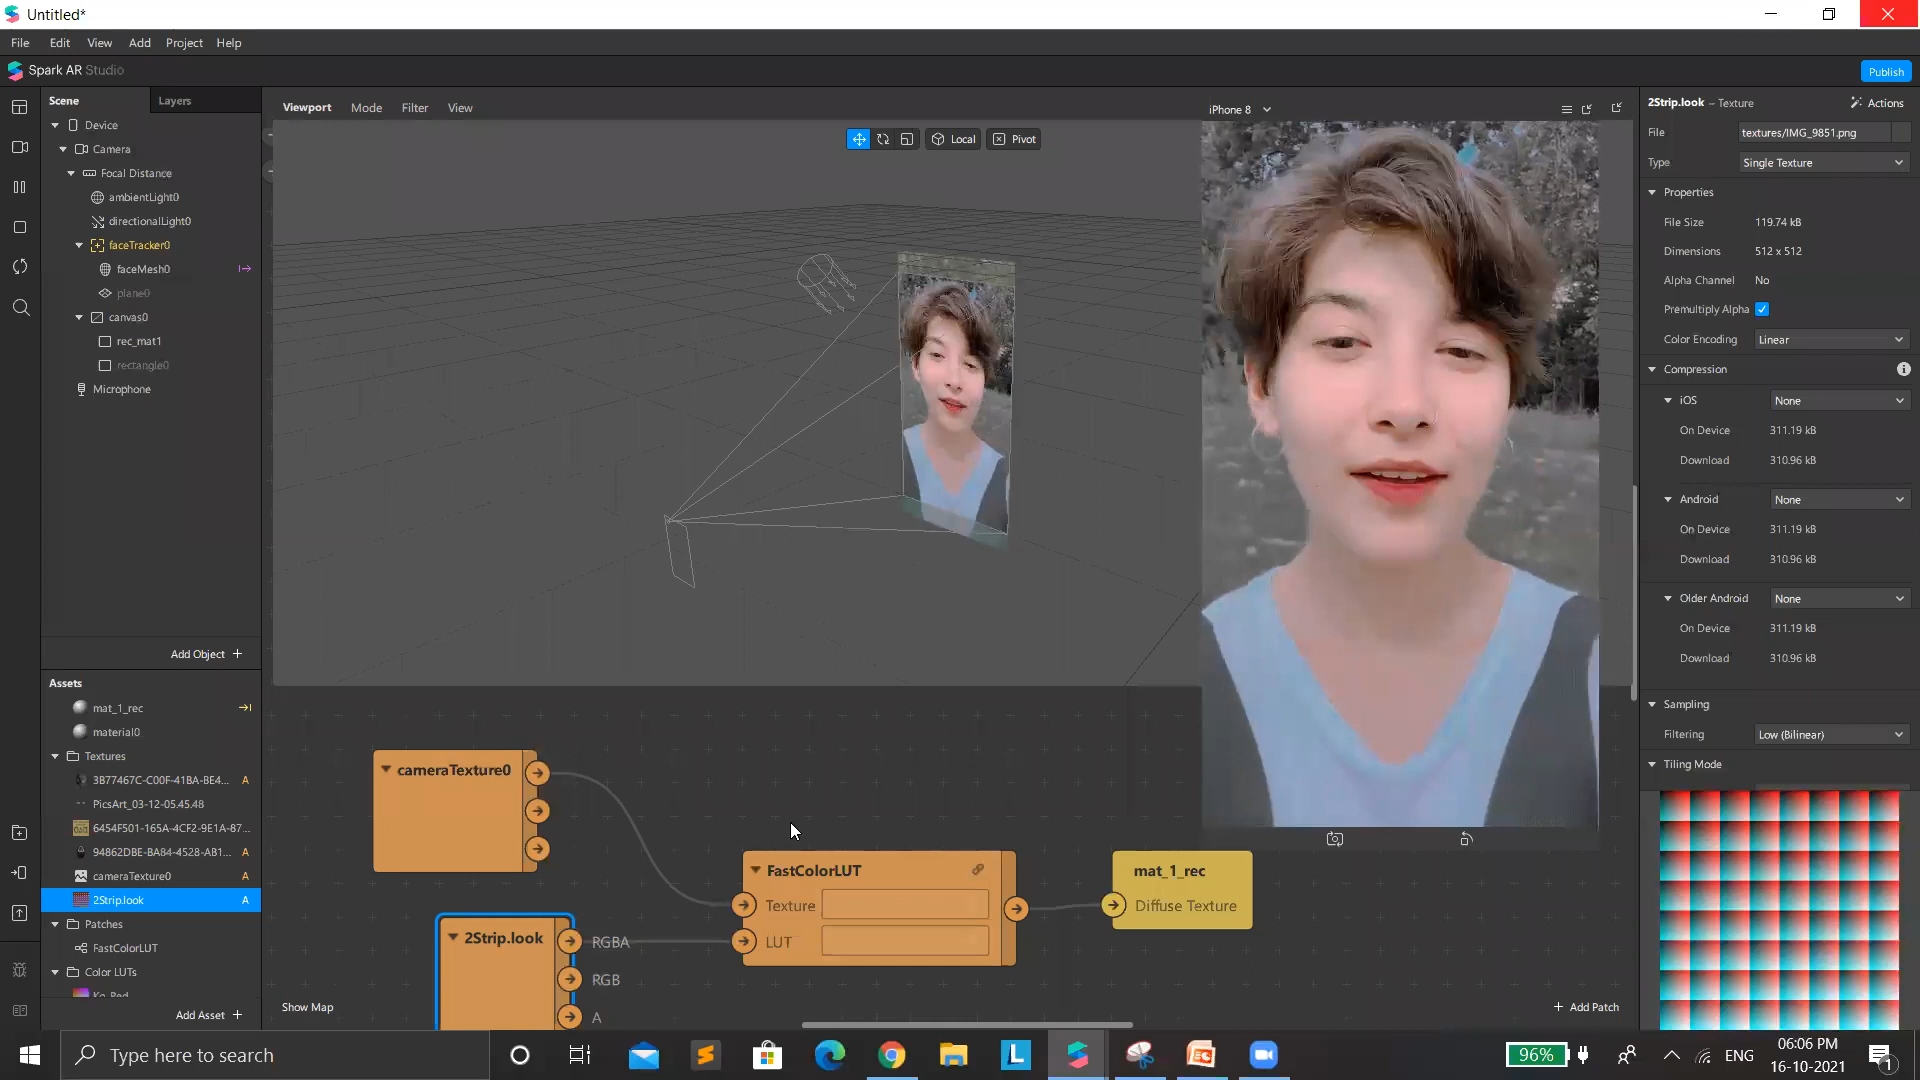 Untitled*
File Edit View Add Project Help
Spark AR Studio
Publish
Scene Layers
Device
Camera
Focal Distance
ambientLight0
directionalLight0
faceTracker0
faceMesh0
plane0
canvas0
rec_mat1
rectangle0
Microphone
Add Object +
Assets
mat_1_rec
material0
Textures
3B77467C-C00F-41BA-BE4... A
PicsArt_03-12-05.45.48
6454F501-165A-4CF2-9E1A-87...
94862DBE-BA84-4528-AB1... A
cameraTexture0 A
2Strip.look A
Patches
FastColorLUT
Color LUTs
Add Asset +
Viewport Mode Filter View
Local Pivot
iPhone 8
cameraTexture0
FastColorLUT
Texture
LUT
mat_1_rec
Diffuse Texture
2Strip.look
RGBA
RGB
A
Show Map
+ Add Patch
2Strip.look – Texture Actions
File textures/IMG_9851.png
Type Single Texture
Properties
File Size 119.74 kB
Dimensions 512 x 512
Alpha Channel No
Premultiply Alpha
Color Encoding Linear
Compression
iOS None
On Device 311.19 kB
Download 310.96 kB
Android None
On Device 311.19 kB
Download 310.96 kB
Older Android None
On Device 311.19 kB
Download 310.96 kB
Sampling
Filtering Low (Bilinear)
Tiling Mode
Type here to search
96%
ENG
06:06 PM
16-10-2021
1